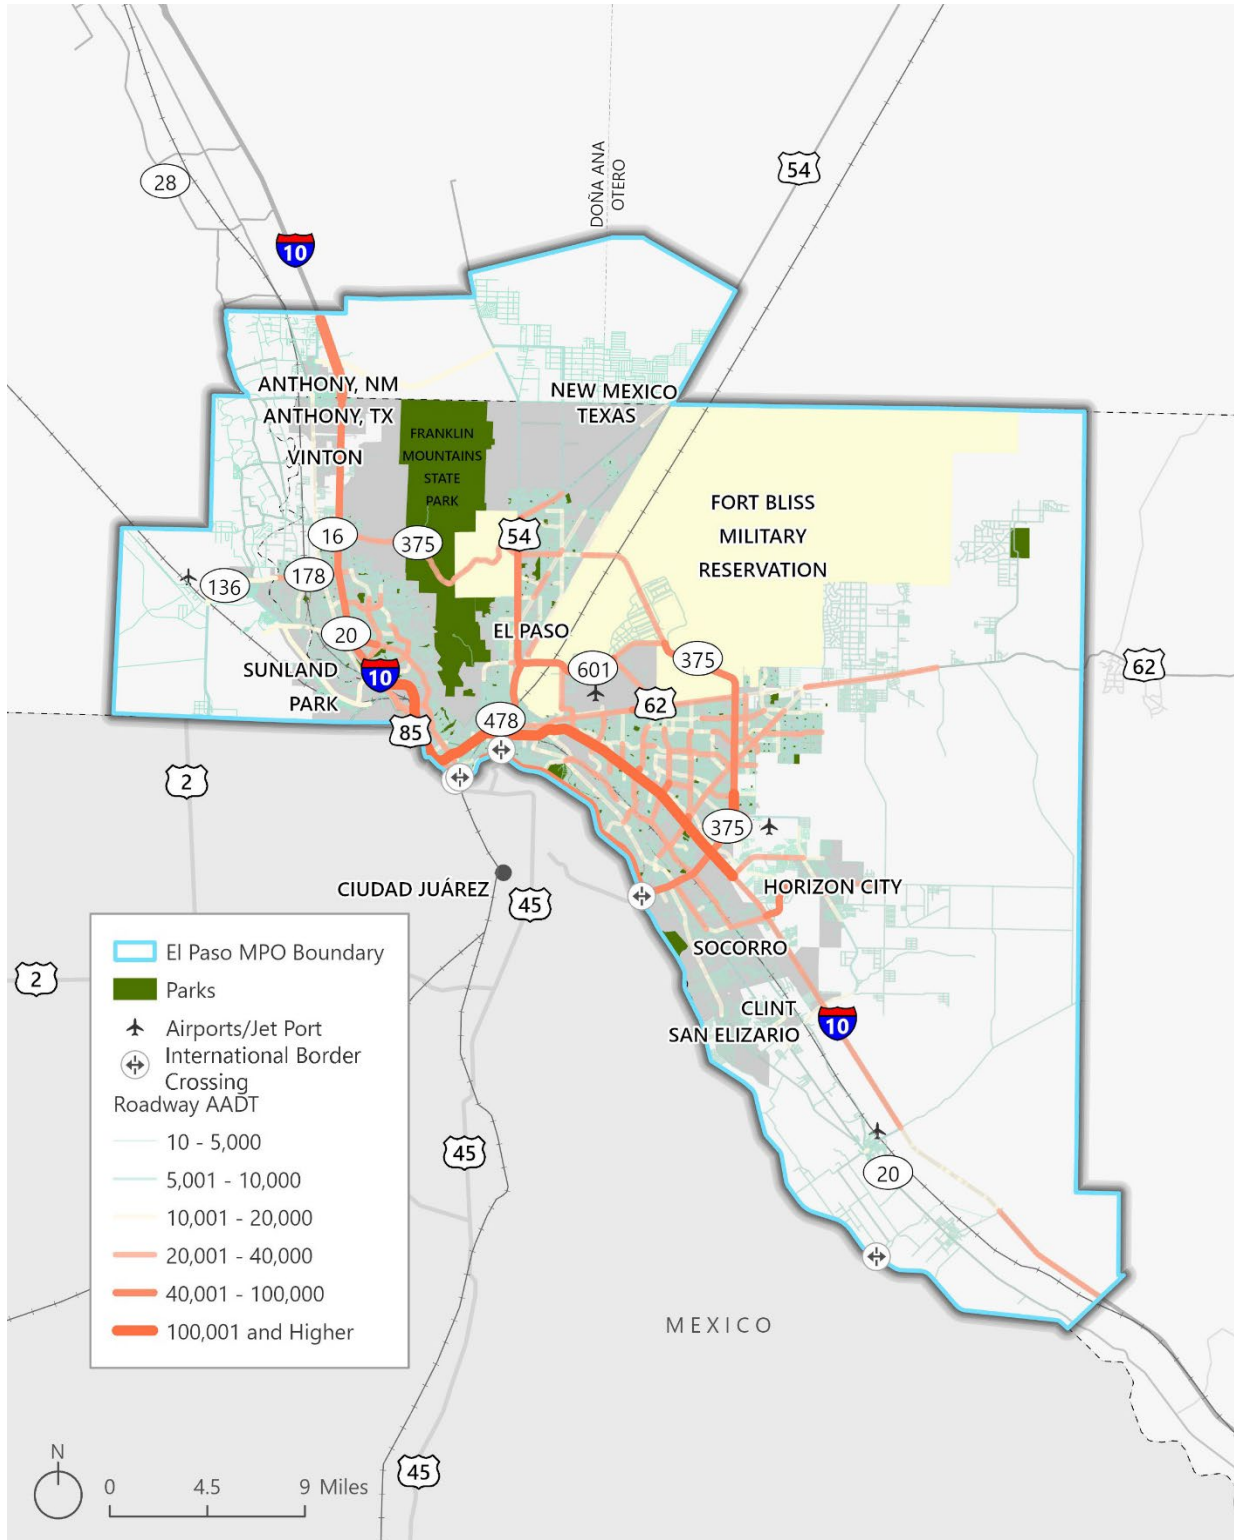 DOÑA ANA
OTERO
54
28
10
ANTHONY, NM
ANTHONY, TX
NEW MEXICO
TEXAS
VINTON
FRANKLIN
MOUNTAINS
STATE
PARK
FORT BLISS
MILITARY
RESERVATION
16
375
54
178
136
20
EL PASO
601
375
SUNLAND
PARK
10
62
62
85
478
2
375
CIUDAD JUÁREZ
45
HORIZON CITY
SOCORRO
2
CLINT
SAN ELIZARIO
10
45
20
MEXICO
45
El Paso MPO Boundary
Parks
Airports/Jet Port
International Border
Crossing
Roadway AADT
10 - 5,000
5,001 - 10,000
10,001 - 20,000
20,001 - 40,000
40,001 - 100,000
100,001 and Higher
N
0 4.5 9 Miles